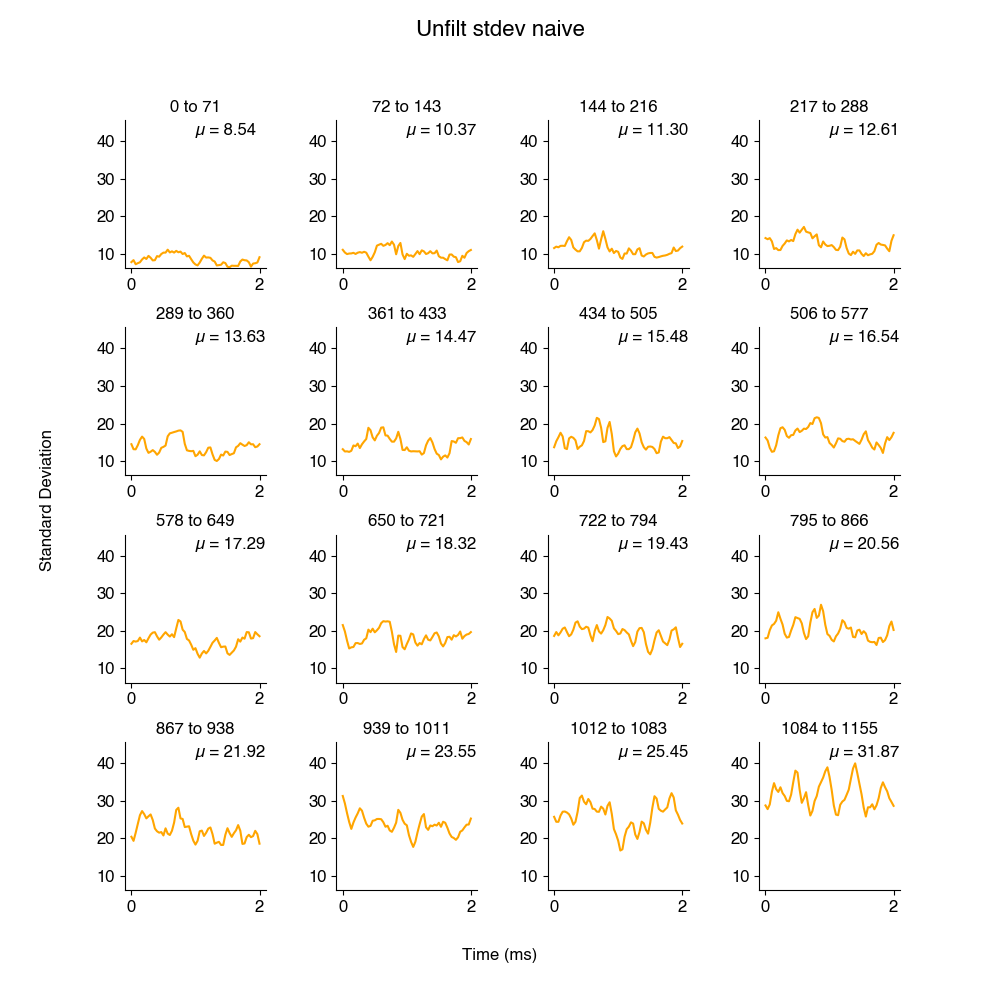 Unfilt stdev naive
0 to 71
72 to 143
144 to 216
217 to 288
μ = 8.54
μ = 10.37
μ = 11.30
μ = 12.61
40
30
20
10
0
2
40
30
20
10
0
2
40
30
20
10
0
2
40
30
20
10
0
2
289 to 360
361 to 433
434 to 505
506 to 577
μ = 13.63
μ = 14.47
μ = 15.48
μ = 16.54
40
30
20
10
0
2
40
30
20
10
0
2
40
30
20
10
0
2
40
30
20
10
0
2
Standard Deviation
578 to 649
650 to 721
722 to 794
795 to 866
μ = 17.29
μ = 18.32
μ = 19.43
μ = 20.56
40
30
20
10
0
2
40
30
20
10
0
2
40
30
20
10
0
2
40
30
20
10
0
2
867 to 938
939 to 1011
1012 to 1083
1084 to 1155
μ = 21.92
μ = 23.55
μ = 25.45
μ = 31.87
40
30
20
10
0
2
40
30
20
10
0
2
40
30
20
10
0
2
40
30
20
10
0
2
Time (ms)